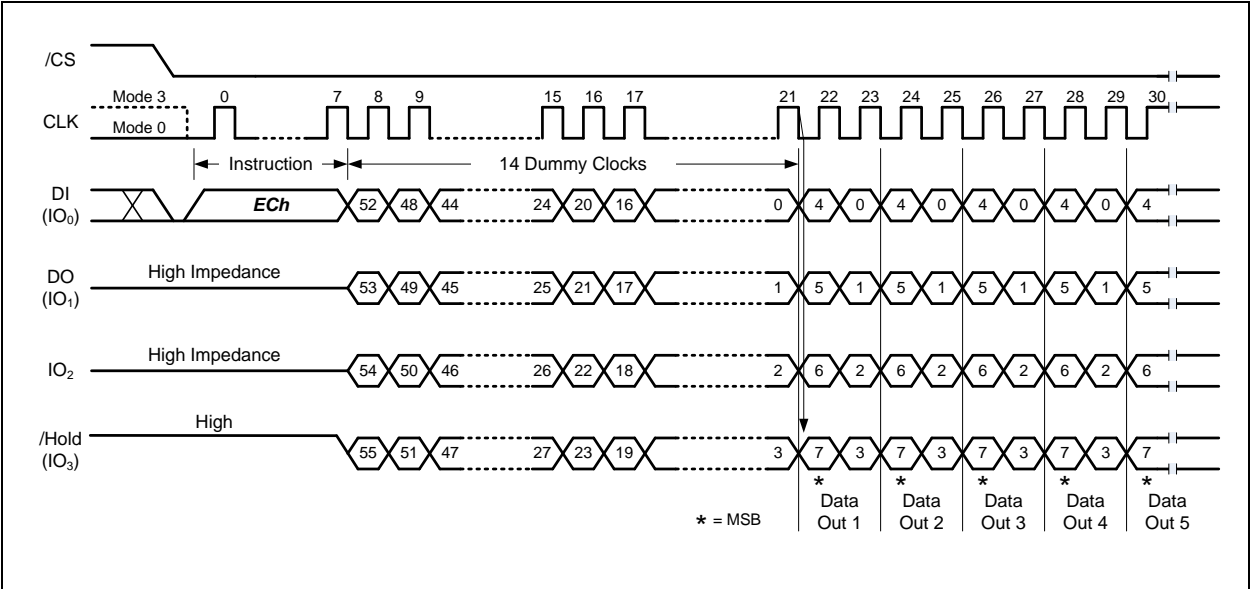 /CS
Mode 3 0 7 8 9 15 16 17 21 22 23 24 25 26 27 28 29 30
CLK
Mode 0
Instruction 14 Dummy Clocks
DI
(IO0) ECh 52 48 44 24 20 16 0 4 0 4 0 4 0 4 0 4
High Impedance
DO
(IO1) 53 49 45 25 21 17 1 5 1 5 1 5 1 5 1 5
High Impedance
IO2 54 50 46 26 22 18 2 6 2 6 2 6 2 6 2 6
High
/Hold
(IO3) 55 51 47 27 23 19 3 7 3 7 3 7 3 7 3 7
* * * * *
Data Data Data Data Data
* = MSB Out 1 Out 2 Out 3 Out 4 Out 5